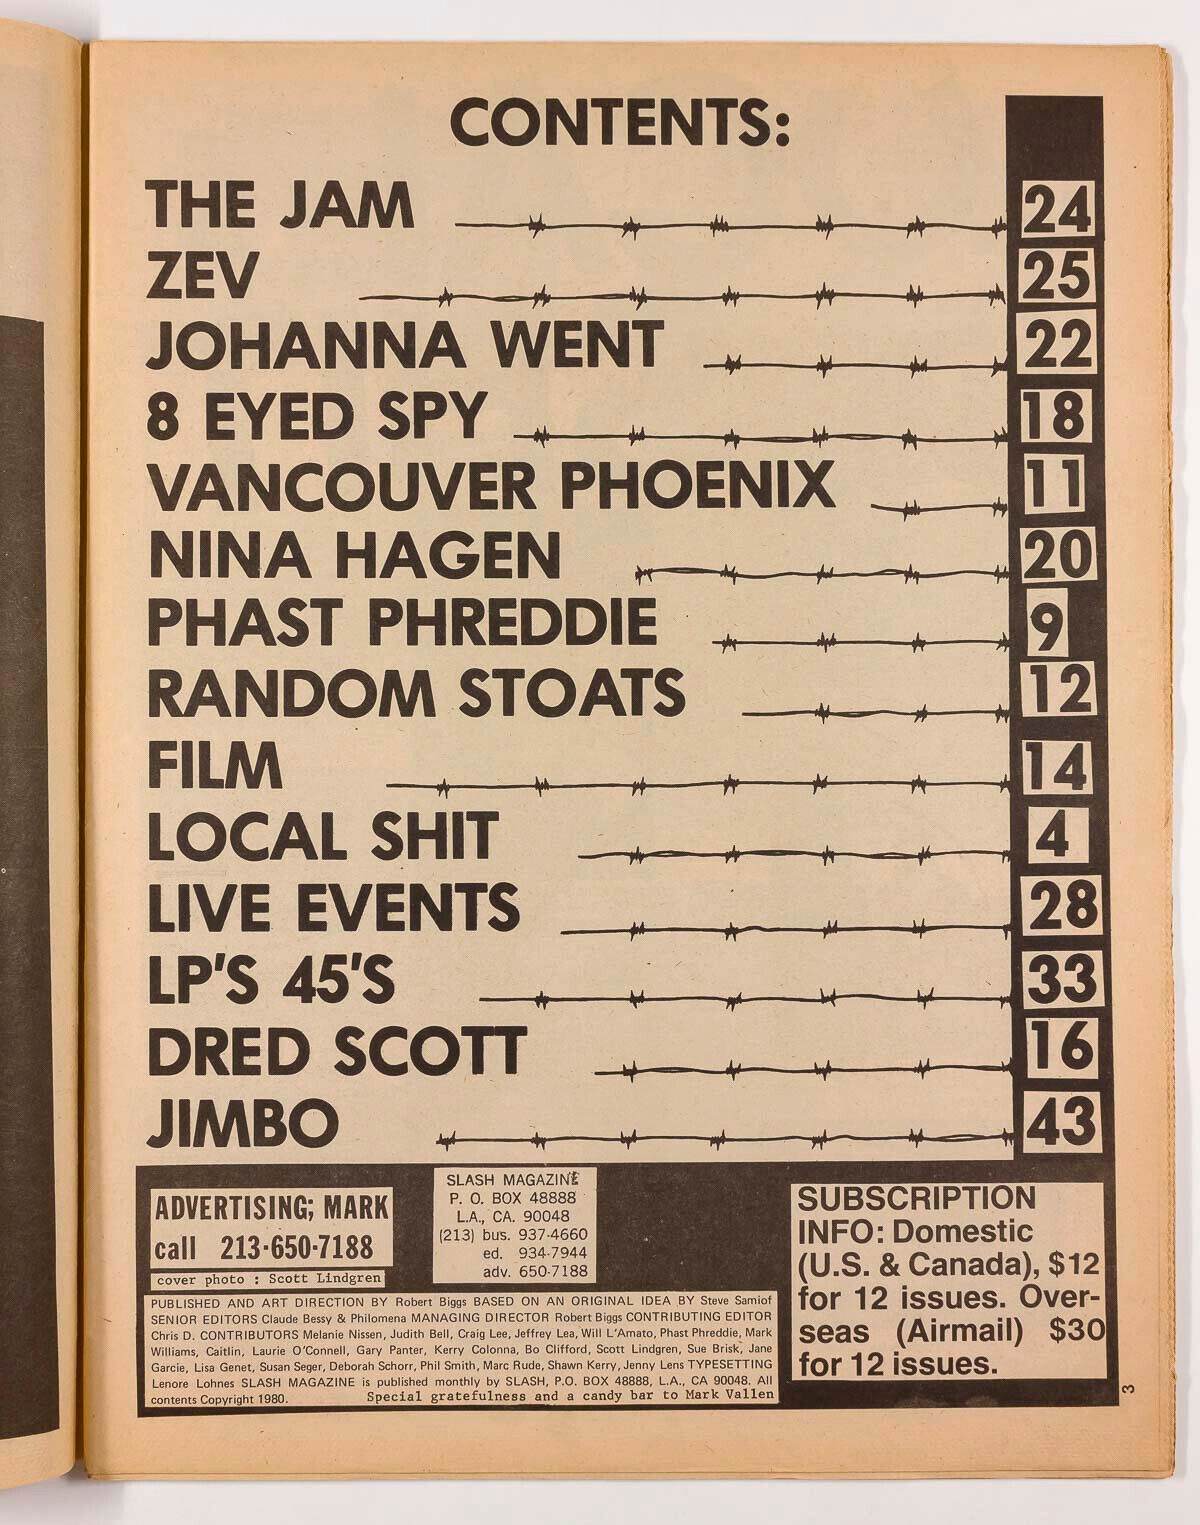 CONTENTS:
THE JAM 24
ZEV 25
JOHANNA WENT 22
8 EYED SPY 18
VANCOUVER PHOENIX 11
NINA HAGEN 20
PHAST PHREDDIE 9
RANDOM STOATS 12
FILM 14
LOCAL SHIT 4
LIVE EVENTS 28
LP'S 45'S 33
DRED SCOTT 16
JIMBO 43
ADVERTISING; MARK
call 213-650-7188
cover photo : Scott Lindgren
SLASH MAGAZINE
P. O. BOX 48888
L.A., CA. 90048
(213) bus. 937-4660
ed. 934-7944
adv. 650-7188
PUBLISHED AND ART DIRECTION BY Robert Biggs BASED ON AN ORIGINAL IDEA BY Steve Samiof
SENIOR EDITORS Claude Bessy & Philomena MANAGING DIRECTOR Robert Biggs CONTRIBUTING EDITOR
Chris D. CONTRIBUTORS Melanie Nissen, Judith Bell, Craig Lee, Jeffrey Lea, Will L'Amato, Phast Phreddie, Mark
Williams, Caitlin, Laurie O'Connell, Gary Panter, Kerry Colonna, Bo Clifford, Scott Lindgren, Sue Brisk, Jane
Garcie, Lisa Genet, Susan Seger, Deborah Schorr, Phil Smith, Marc Rude, Shawn Kerry, Jenny Lens TYPESETTING
Lenore Lohnes SLASH MAGAZINE is published monthly by SLASH, P.O. BOX 48888, L.A., CA 90048. All
contents Copyright 1980. Special gratefulness and a candy bar to Mark Vallen
SUBSCRIPTION
INFO: Domestic
(U.S. & Canada), $12
for 12 issues. Over-
seas (Airmail) $30
for 12 issues.
3